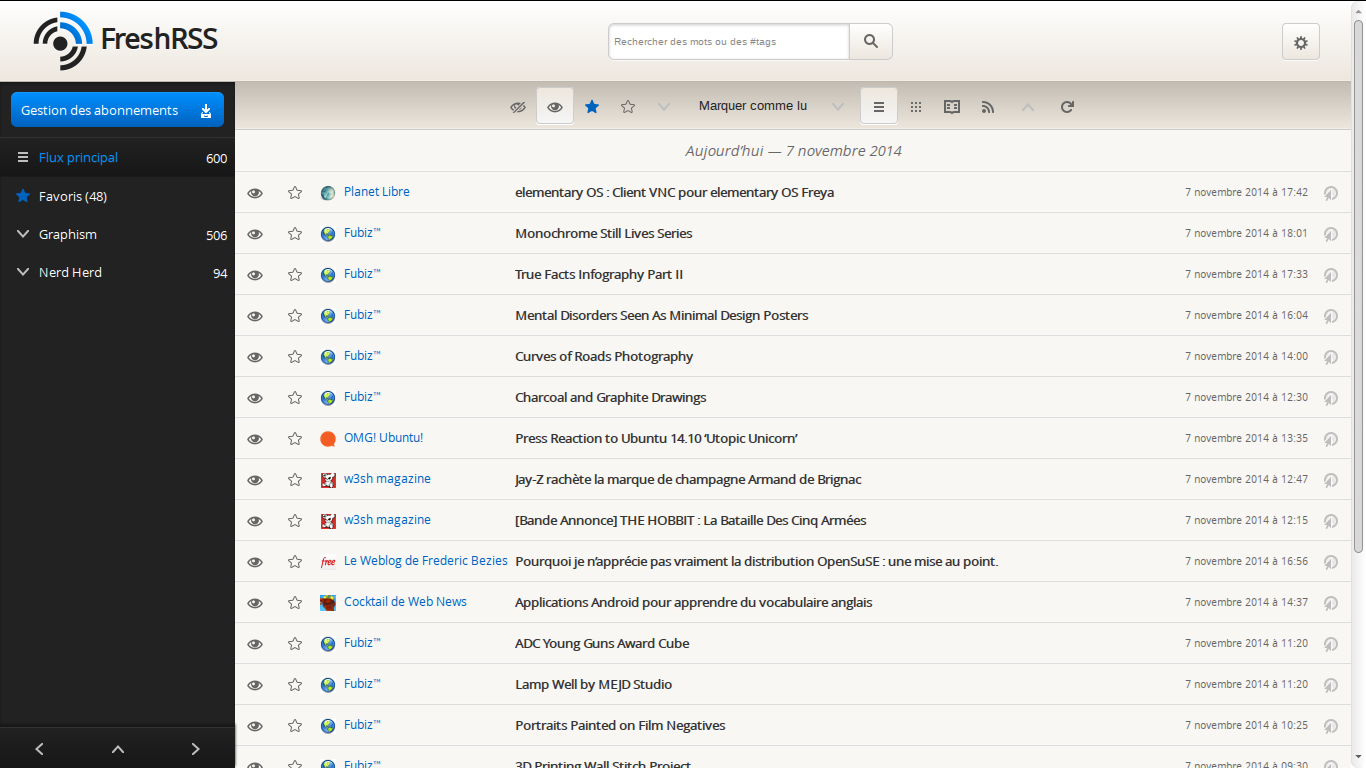 FreshRSS
Rechercher des mots ou des #tags
Gestion des abonnements
Marquer comme lu
Flux principal 600
Favoris (48)
Graphism 506
Nerd Herd 94
Aujourd'hui — 7 novembre 2014
Planet Libre elementary OS : Client VNC pour elementary OS Freya 7 novembre 2014 à 17:42
Fubiz™ Monochrome Still Lives Series 7 novembre 2014 à 18:01
Fubiz™ True Facts Infography Part II 7 novembre 2014 à 17:33
Fubiz™ Mental Disorders Seen As Minimal Design Posters 7 novembre 2014 à 16:04
Fubiz™ Curves of Roads Photography 7 novembre 2014 à 14:00
Fubiz™ Charcoal and Graphite Drawings 7 novembre 2014 à 12:30
OMG! Ubuntu! Press Reaction to Ubuntu 14.10 ‘Utopic Unicorn’ 7 novembre 2014 à 13:35
w3sh magazine Jay-Z rachète la marque de champagne Armand de Brignac 7 novembre 2014 à 12:47
w3sh magazine [Bande Annonce] THE HOBBIT : La Bataille Des Cinq Armées 7 novembre 2014 à 12:15
free Le Weblog de Frederic Bezies Pourquoi je n’apprécie pas vraiment la distribution OpenSuSE : une mise au point. 7 novembre 2014 à 16:56
Cocktail de Web News Applications Android pour apprendre du vocabulaire anglais 7 novembre 2014 à 14:37
Fubiz™ ADC Young Guns Award Cube 7 novembre 2014 à 11:20
Fubiz™ Lamp Well by MEJD Studio 7 novembre 2014 à 11:20
Fubiz™ Portraits Painted on Film Negatives 7 novembre 2014 à 10:25
Fubiz™ 3D Printing Wall Stitch Project 7 novembre 2014 à 09:30